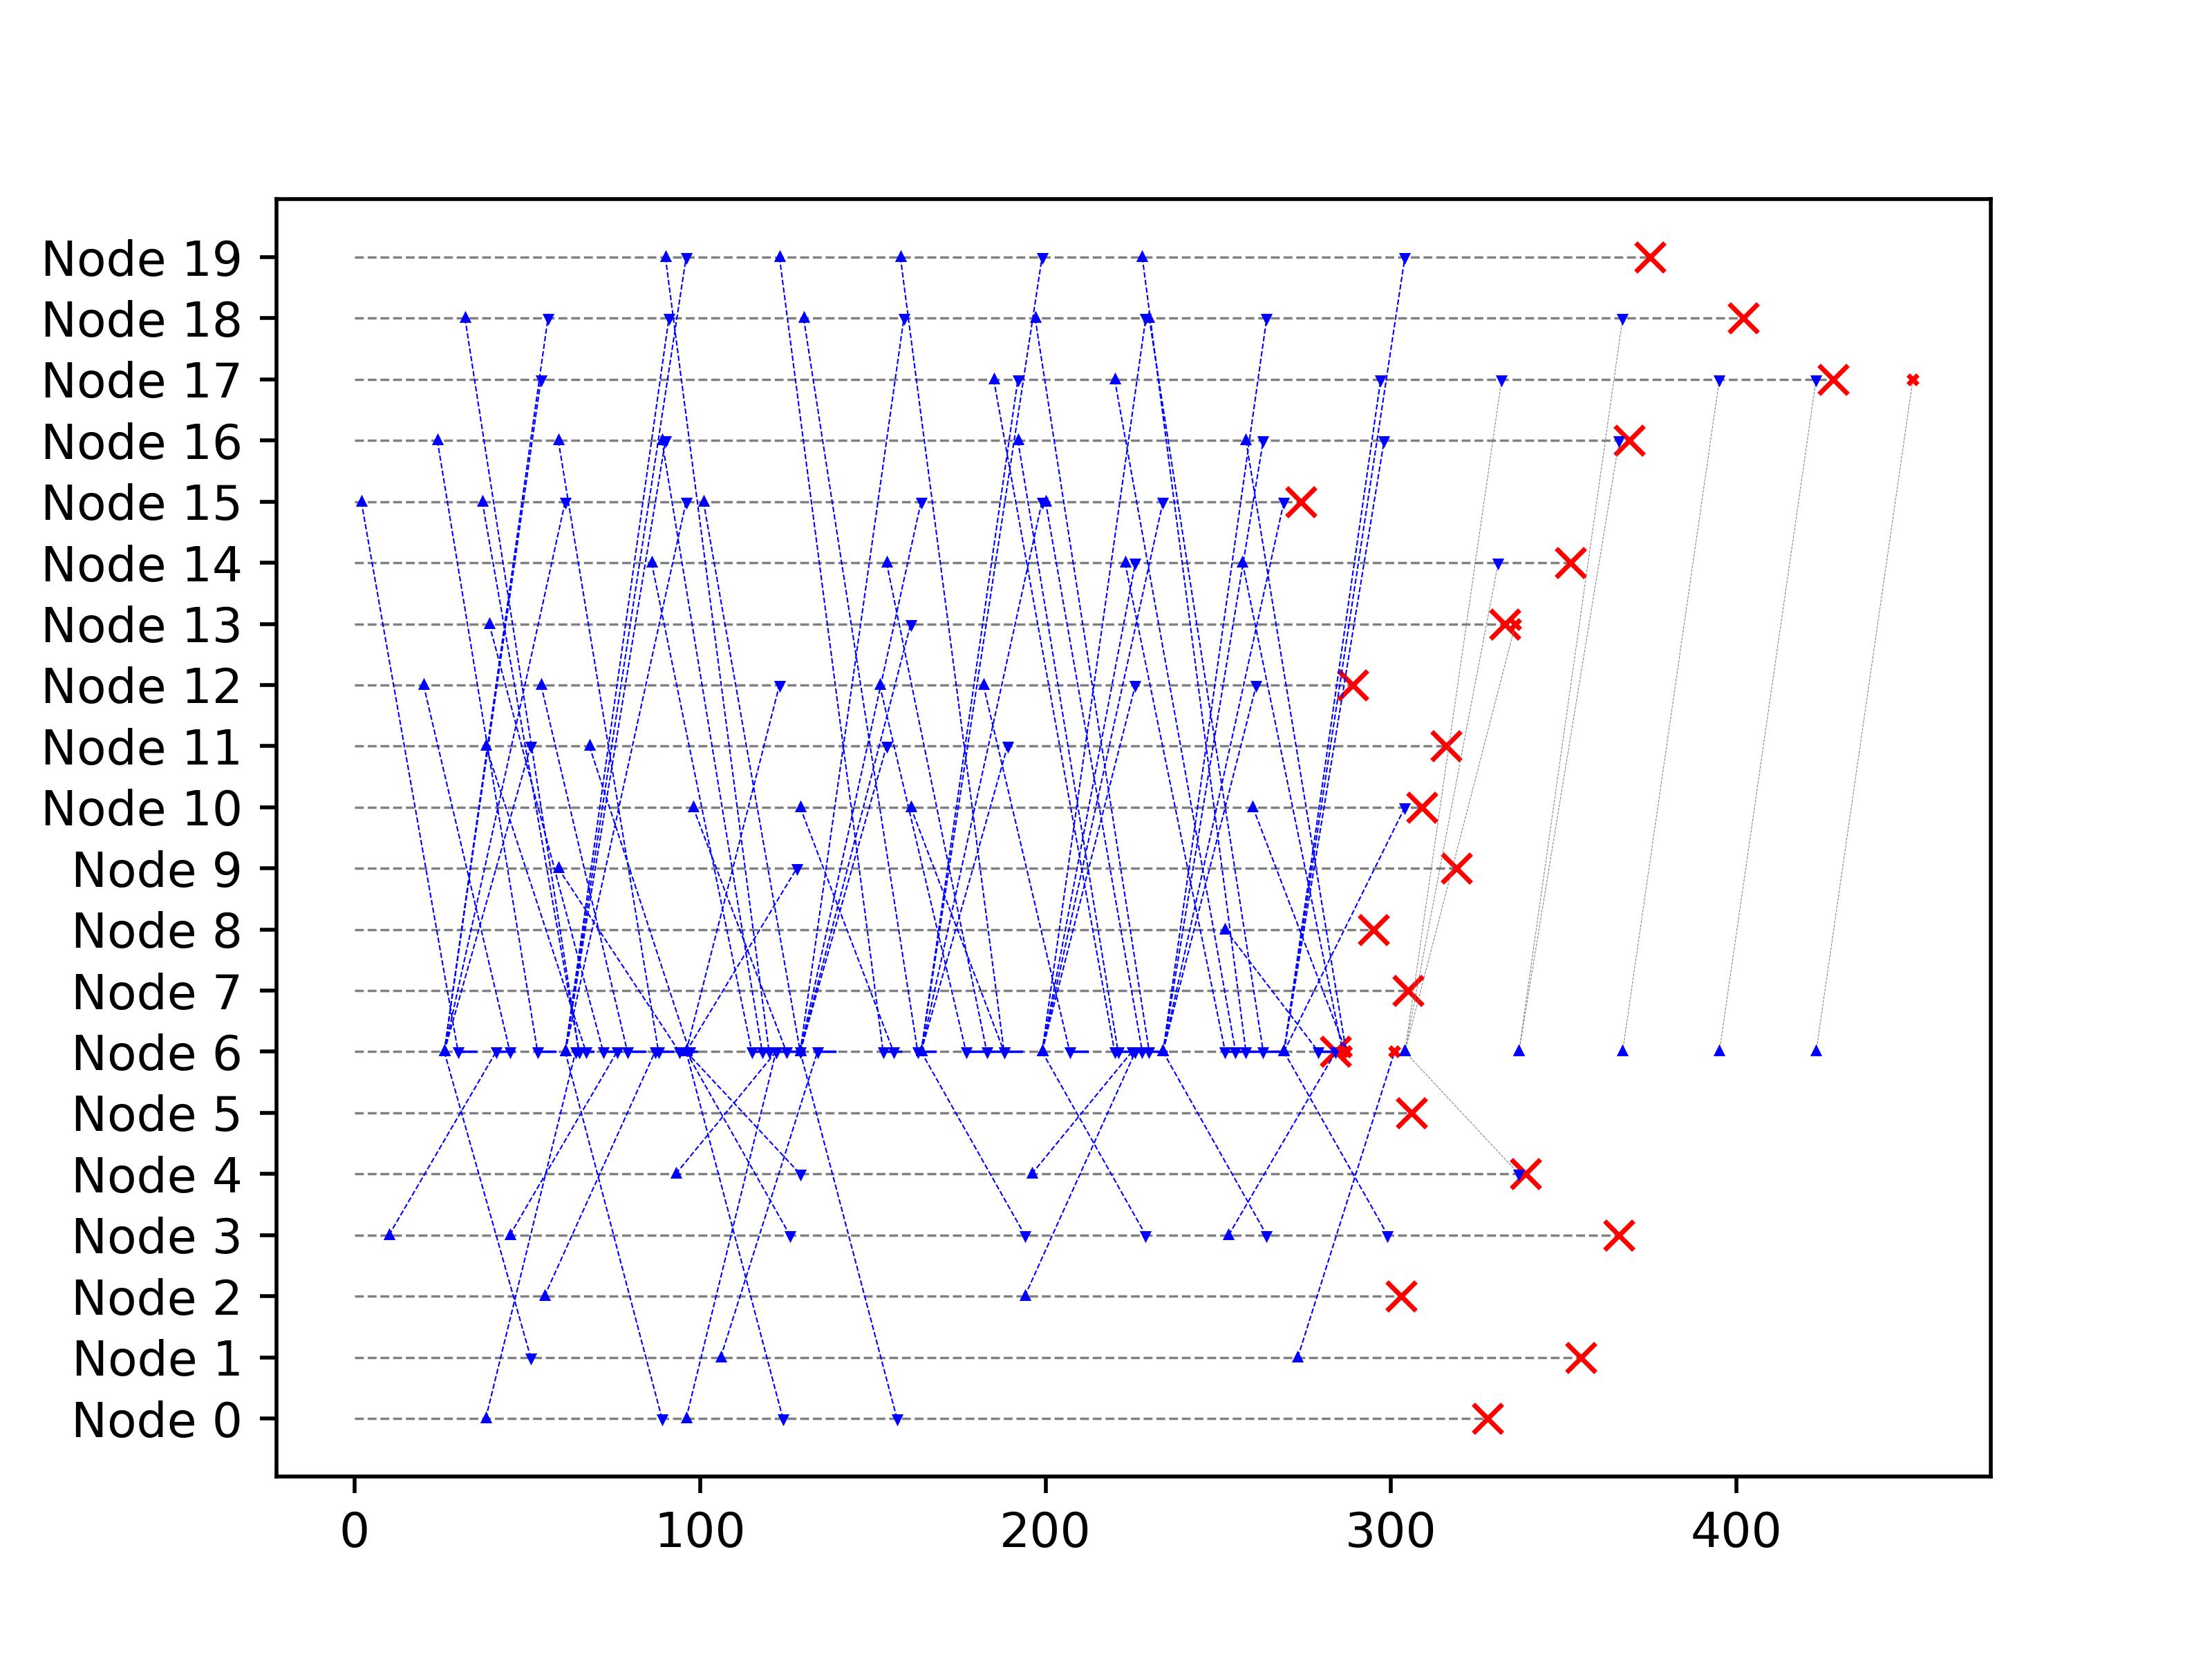 Node 19
Node 18
Node 17
Node 16
Node 15
Node 14
Node 13
Node 12
Node 11
Node 10
Node 9
Node 8
Node 7
Node 6
Node 5
Node 4
Node 3
Node 2
Node 1
Node 0
0 100 200 300 400